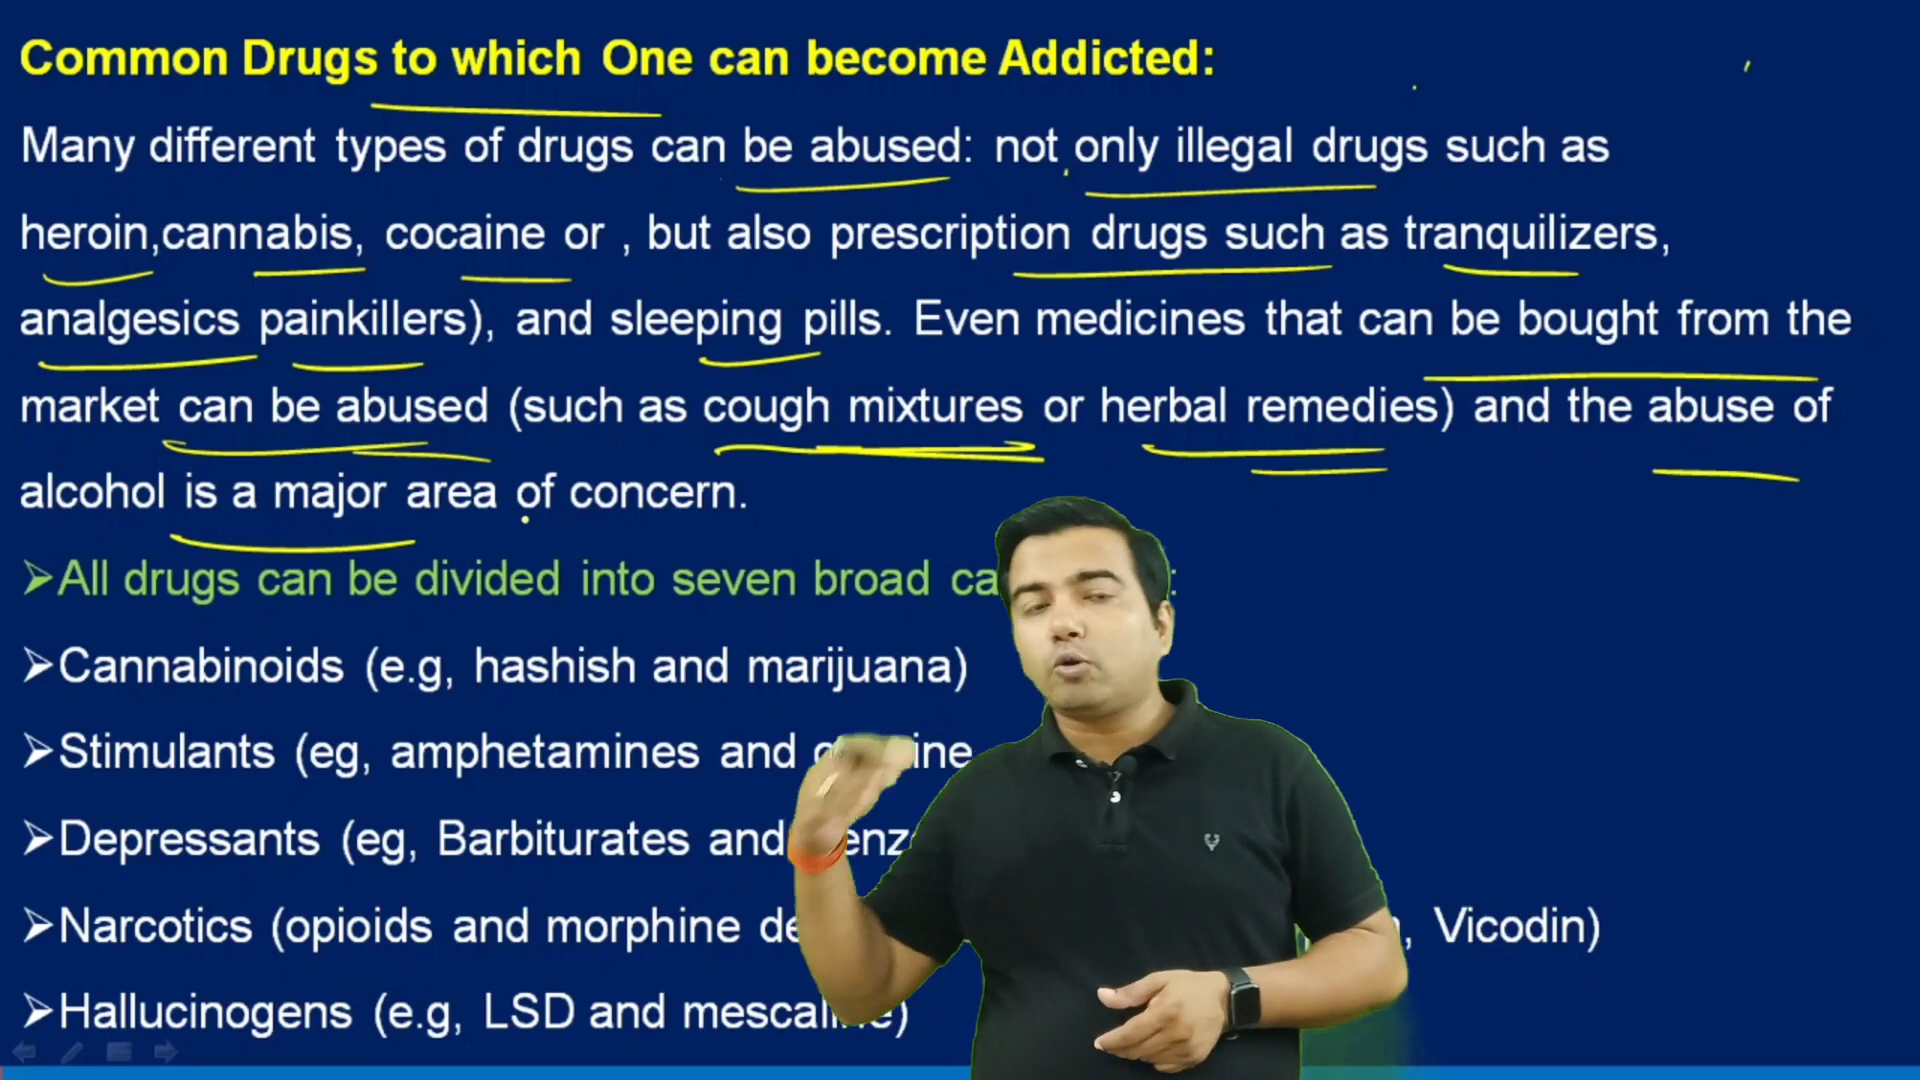 Common Drugs to which One can become Addicted:
Many different types of drugs can be abused: not only illegal drugs such as
heroin,cannabis, cocaine or , but also prescription drugs such as tranquilizers,
analgesics painkillers), and sleeping pills. Even medicines that can be bought from the
market can be abused (such as cough mixtures or herbal remedies) and the abuse of
alcohol is a major area of concern.
➢All drugs can be divided into seven broad :
➢Cannabinoids (e.g, hashish and marijuana)
➢Stimulants (eg, amphetamines and
➢Depressants (eg, Barbiturates and
➢Narcotics (opioids and morphine , Vicodin)
➢Hallucinogens (e.g, LSD and mescaline)